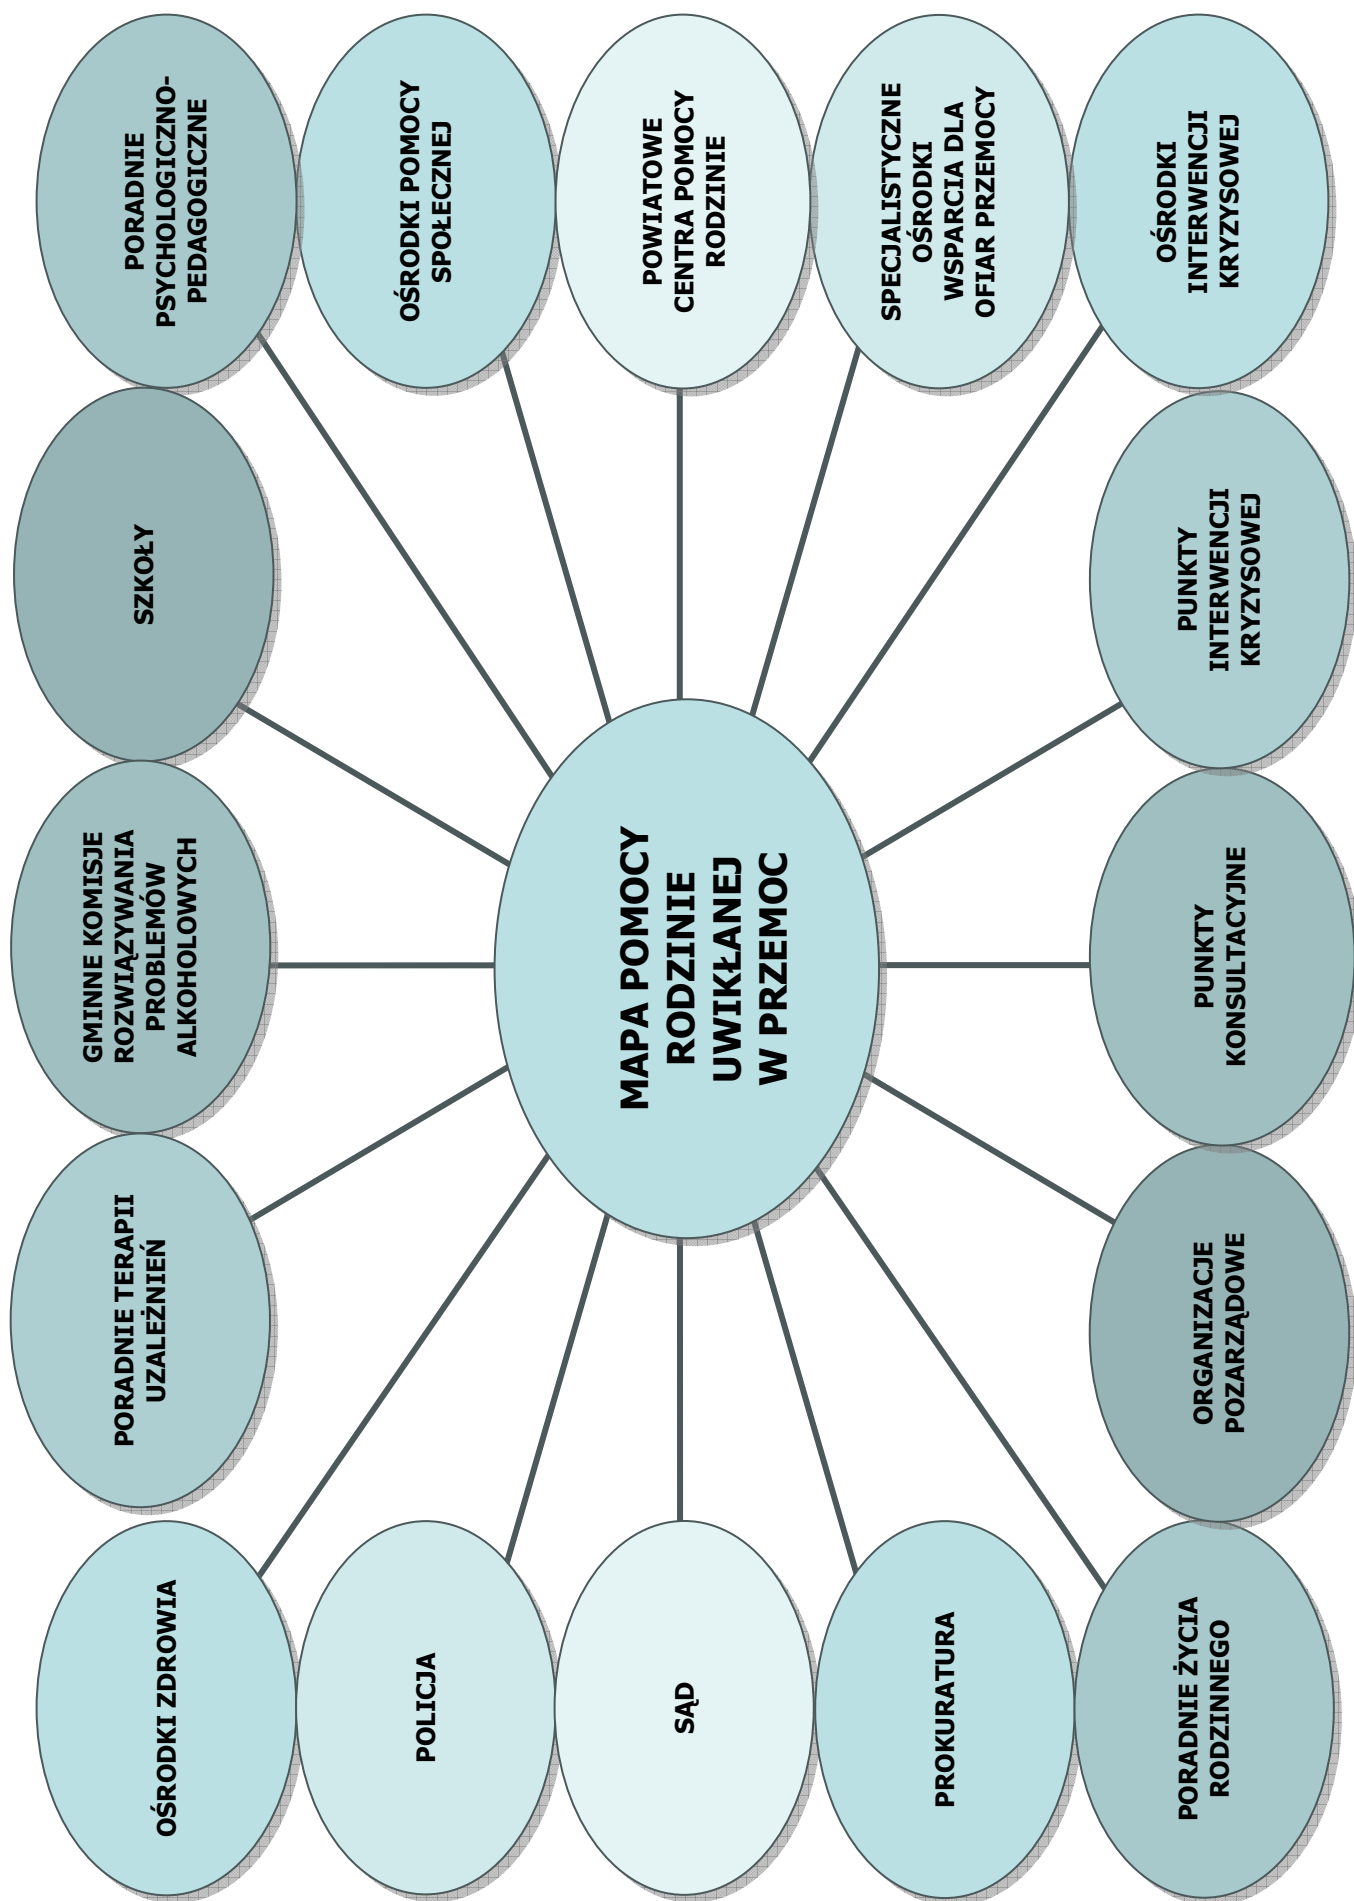 OŚRODKI ZDROWIA
PORADNIE TERAPII
UZALEŻNIEŃ
GMINNE KOMISJE
ROZWIĄZYWANIA
PROBLEMÓW
ALKOHOLOWYCH
SZKOŁY
PORADNIE
PSYCHOLOGICZNO-
PEDAGOGICZNE
POLICJA
OŚRODKI POMOCY
SPOŁECZNEJ
SĄD
MAPA POMOCY
RODZINIE
UWIKŁANEJ
W PRZEMOC
POWIATOWE
CENTRA POMOCY
RODZINIE
PROKURATURA
SPECJALISTYCZNE
OŚRODKI
WSPARCIA DLA
OFIAR PRZEMOCY
PORADNIE ŻYCIA
RODZINNEGO
ORGANIZACJE
POZARZĄDOWE
PUNKTY
KONSULTACYJNE
PUNKTY
INTERWENCJI
KRYZYSOWEJ
OŚRODKI
INTERWENCJI
KRYZYSOWEJ